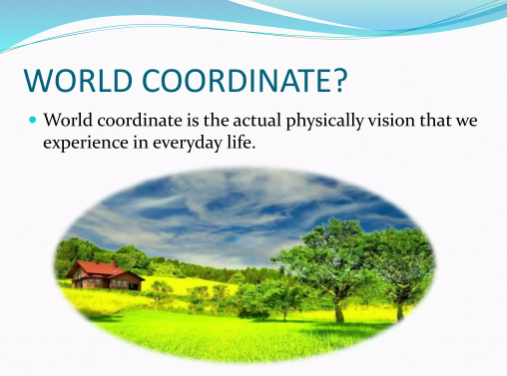 WORLD COORDINATE?
• World coordinate is the actual physically vision that we
experience in everyday life.